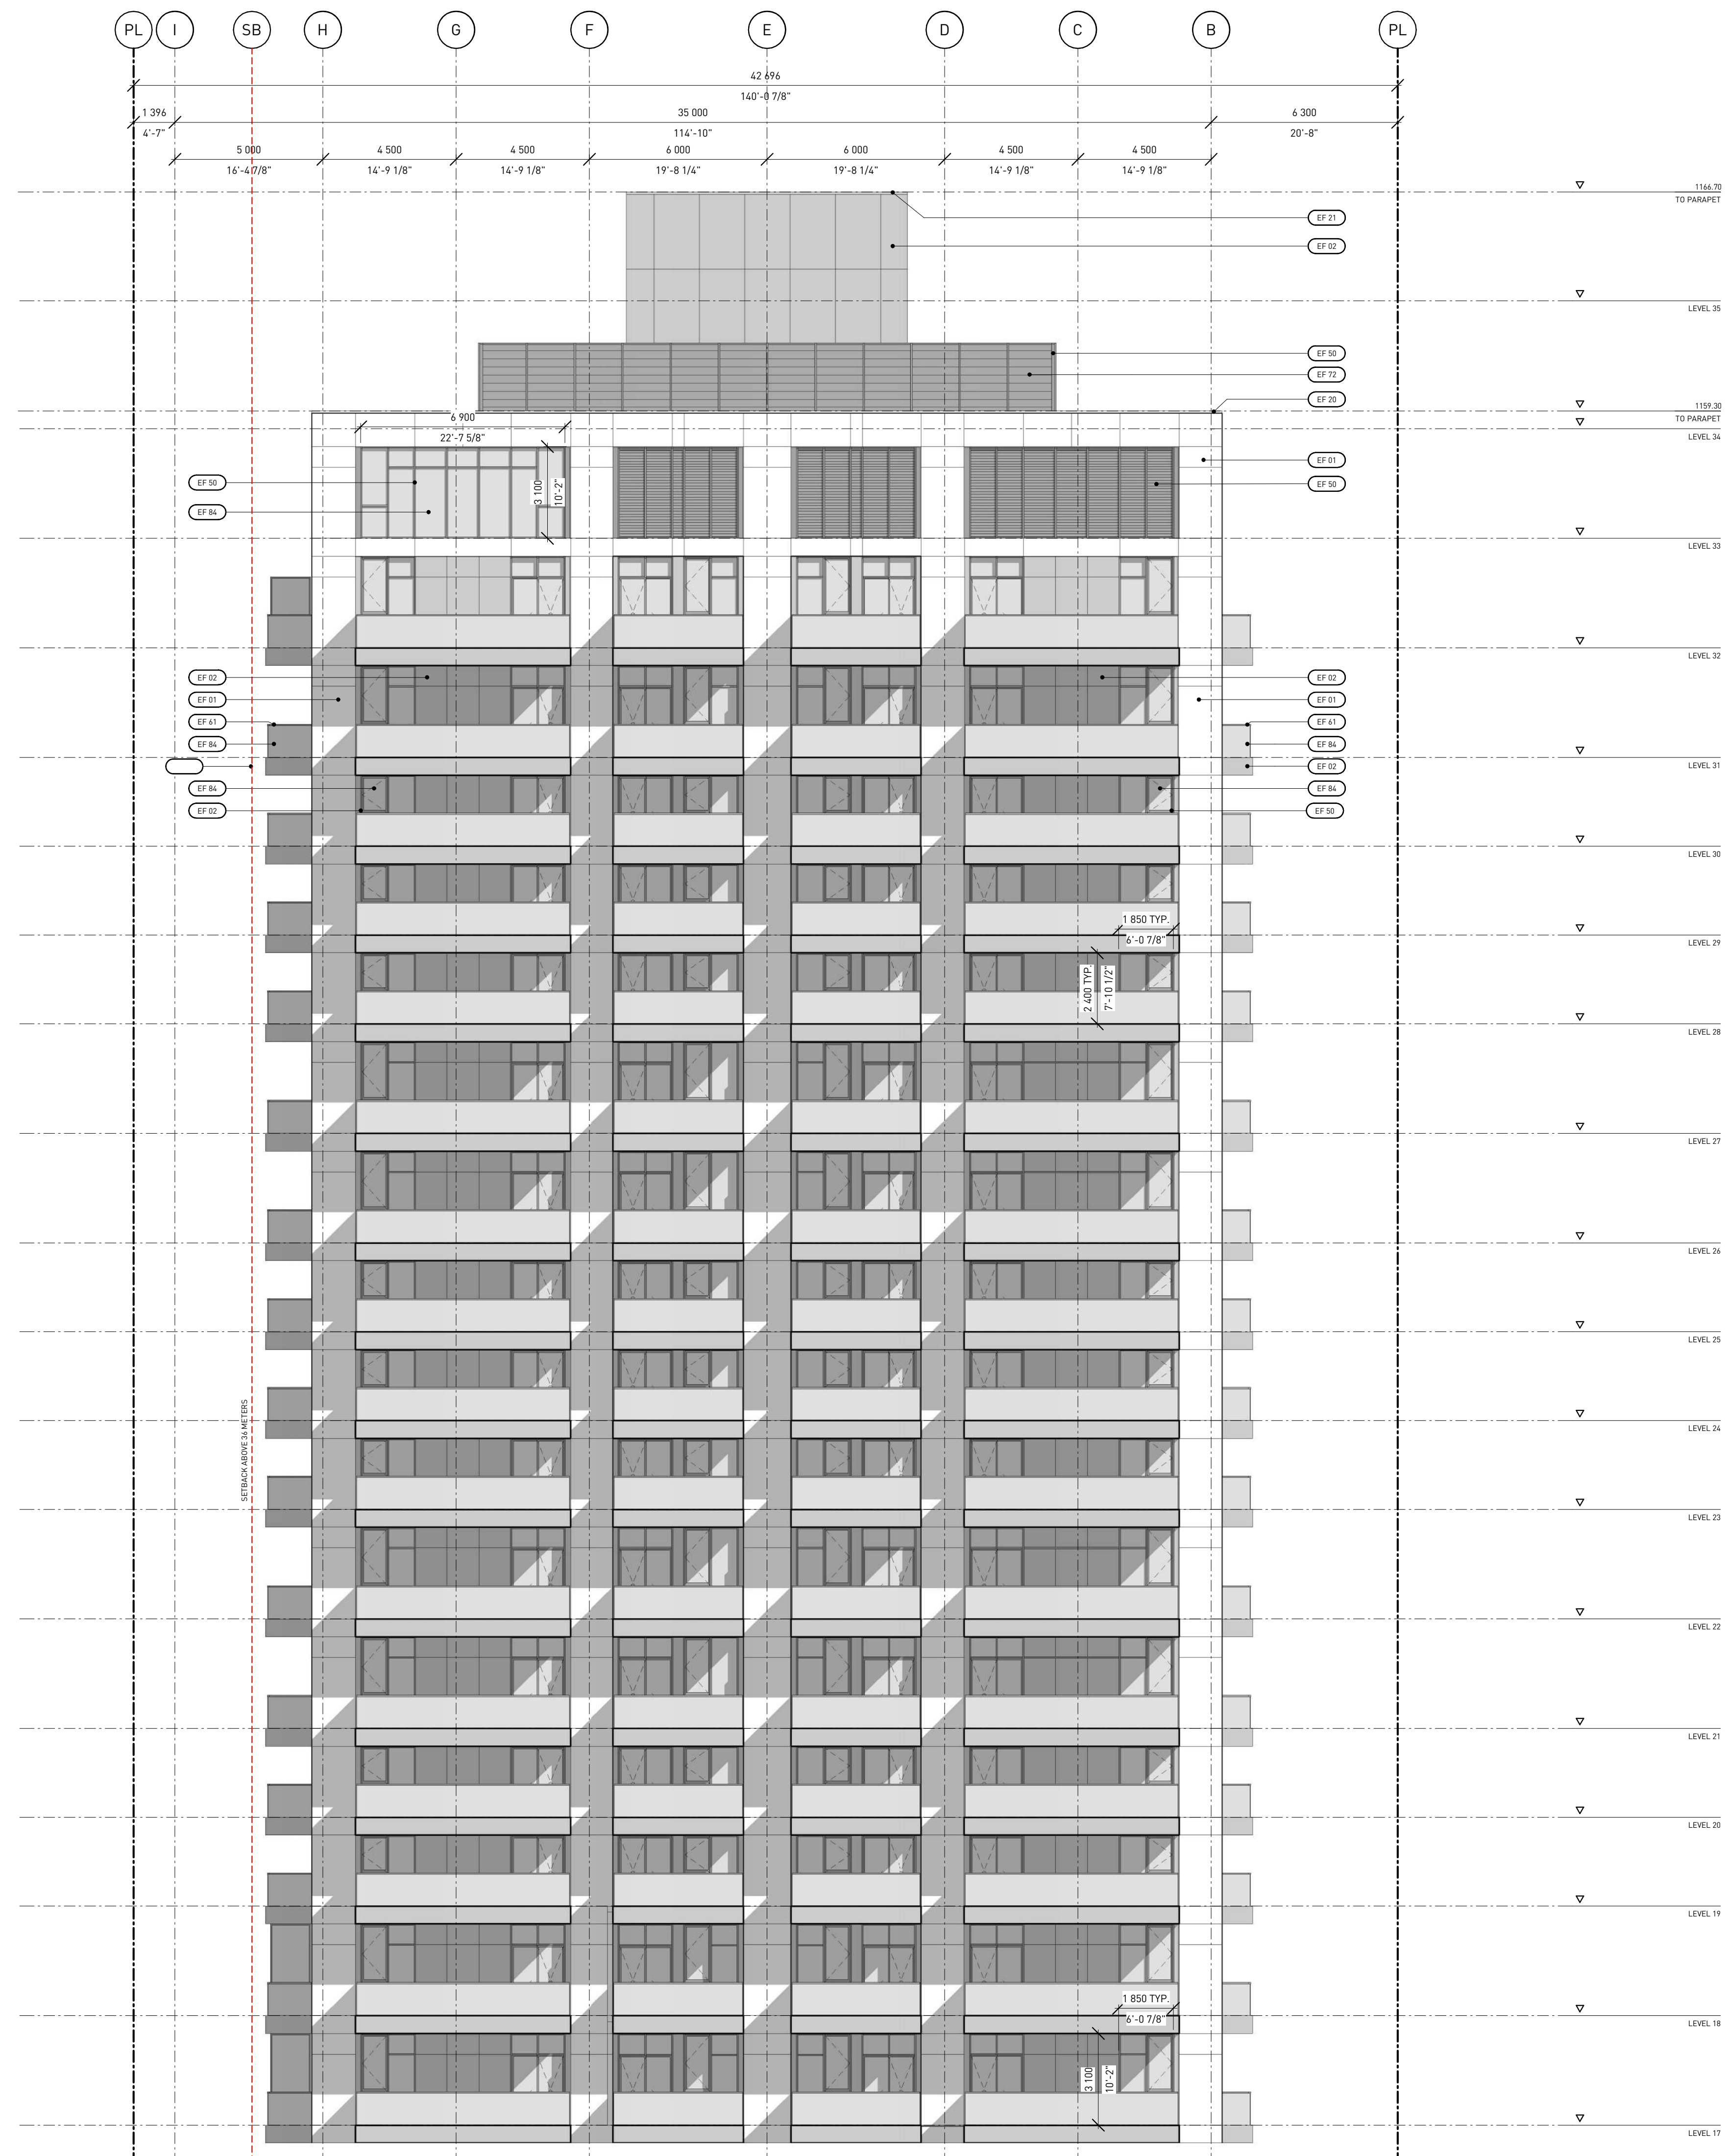 PL I SB H G F E D C B PL
42 696
140'-0 7/8"
1 396 35 000 6 300
4'-7" 114'-10" 20'-8"
5 000 4 500 4 500 6 000 6 000 4 500 4 500
16'-4 7/8" 14'-9 1/8" 14'-9 1/8" 19'-8 1/4" 19'-8 1/4" 14'-9 1/8" 14'-9 1/8"
1166.70
TO PARAPET
EF 21
EF 02
LEVEL 35
EF 50
EF 72
EF 20
1159.30
TO PARAPET
6 900
22'-7 5/8"
LEVEL 34
EF 01
EF 50 EF 50
3 100
10'-2"
EF 84
LEVEL 33
LEVEL 32
EF 02 EF 02
EF 01 EF 01
EF 61 EF 61
EF 84 EF 84
EF 02
LEVEL 31
EF 84 EF 84
EF 02 EF 50
LEVEL 30
1 850 TYP.
6'-0 7/8"
LEVEL 29
2 400 TYP.
7'-10 1/2"
LEVEL 28
LEVEL 27
LEVEL 26
LEVEL 25
SETBACK ABOVE 36 METERS
LEVEL 24
LEVEL 23
LEVEL 22
LEVEL 21
LEVEL 20
LEVEL 19
1 850 TYP.
6'-0 7/8"
LEVEL 18
3 100
10'-2"
LEVEL 17